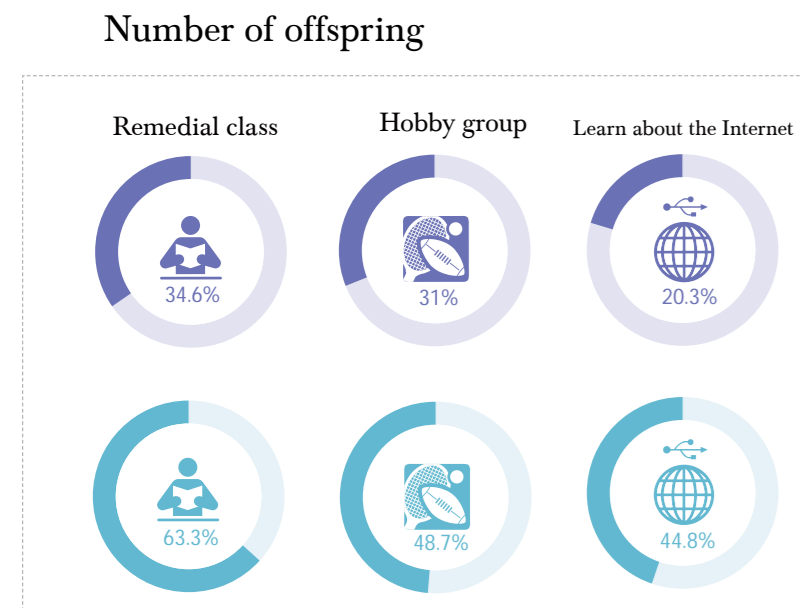 Number of offspring
Remedial class
Hobby group
Learn about the Internet
34.6%
31%
20.3%
63.3%
48.7%
44.8%